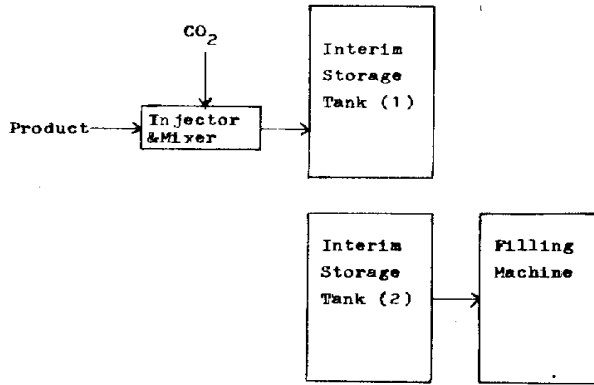 CO2
Interim
Storage
Tank (1)
Product
Injector
&Mixer
Interim
Storage
Tank (2)
Filling
Machine